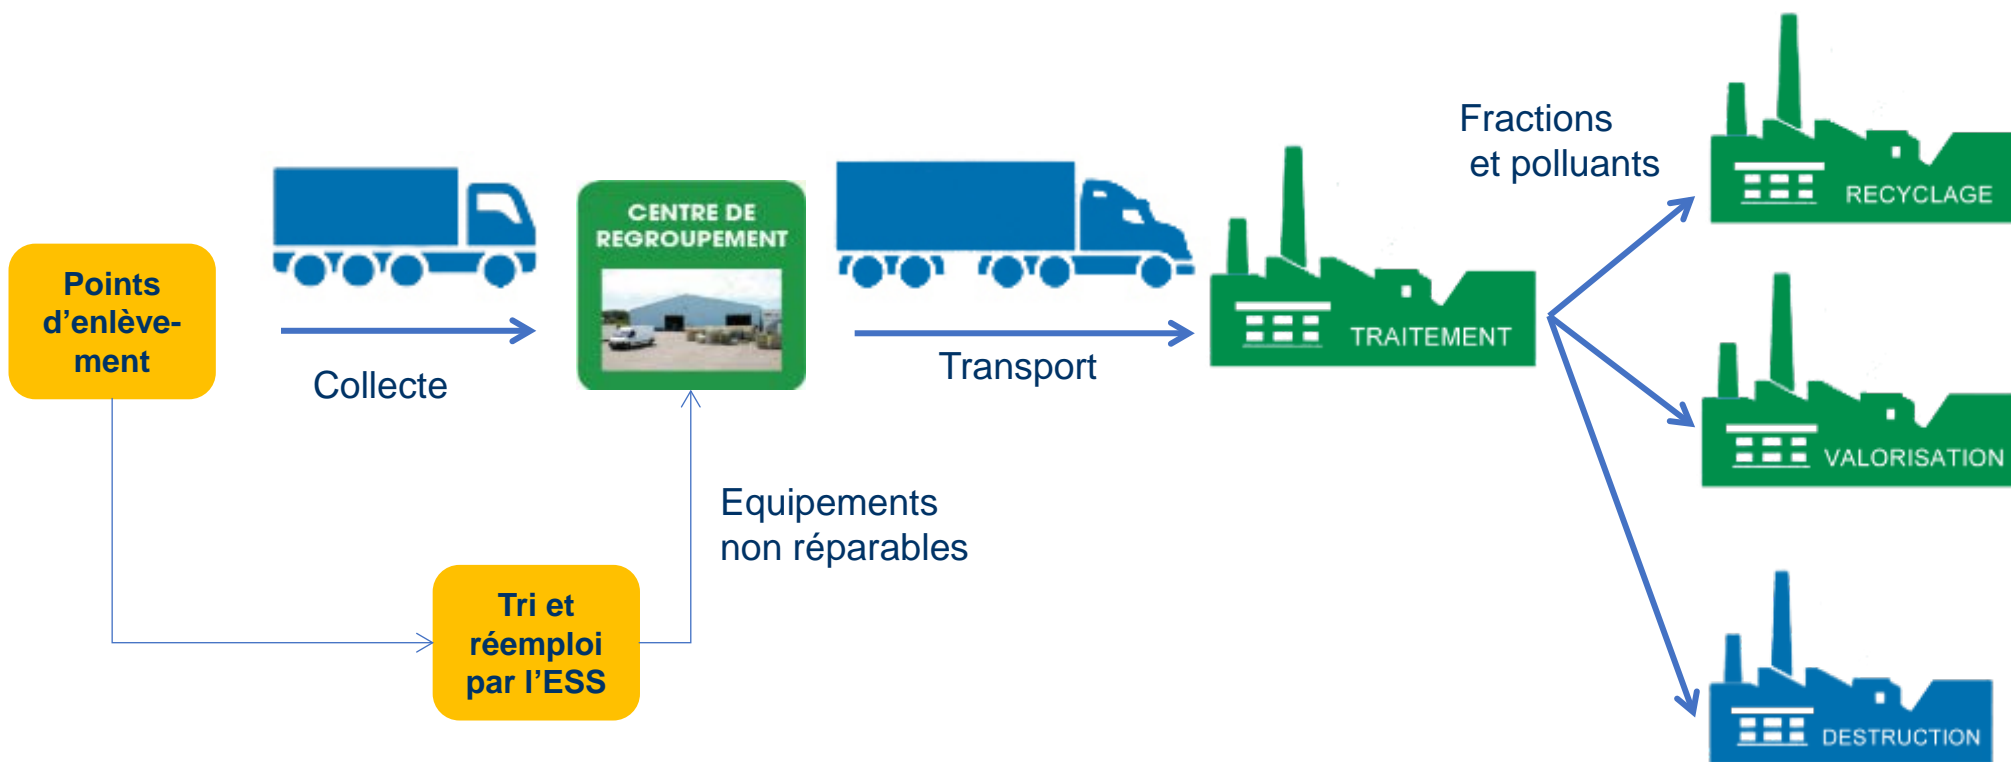 Points
d’enlève-
ment
Collecte
CENTRE DE
REGROUPEMENT
Transport
TRAITEMENT
Fractions
et polluants
RECYCLAGE
VALORISATION
DESTRUCTION
Equipements
non réparables
Tri et
réemploi
par l’ESS